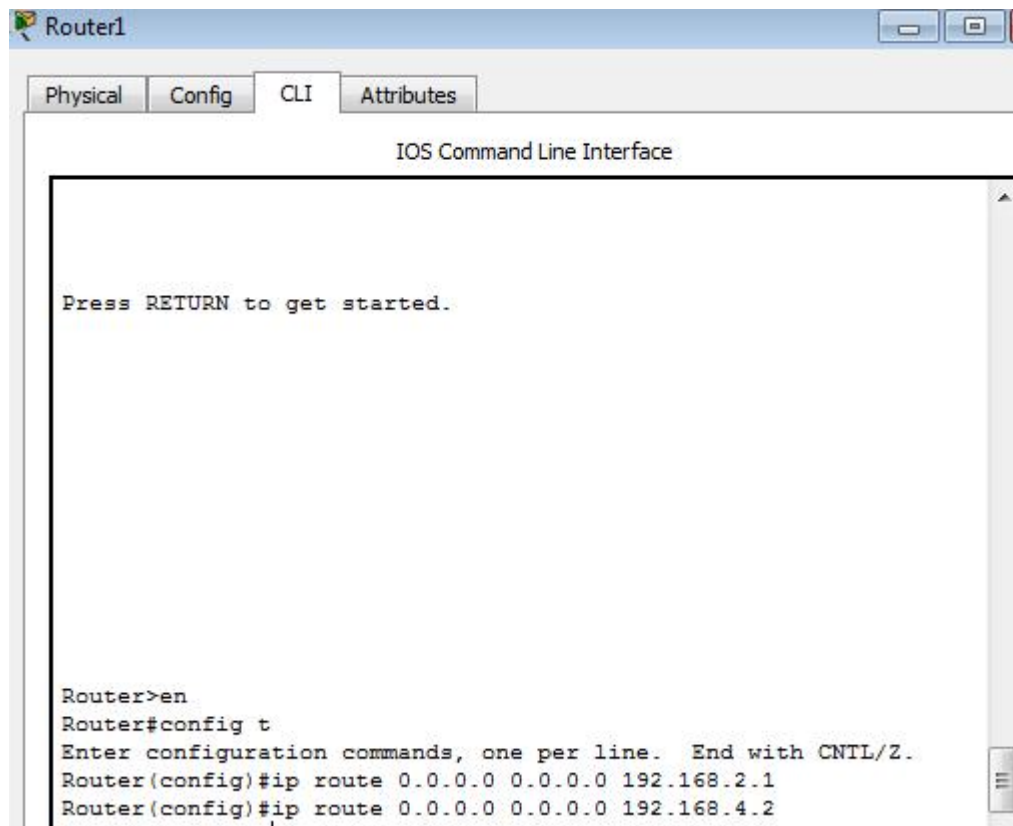 Router1
Physical Config CLI Attributes
IOS Command Line Interface
Press RETURN to get started.
Router>en
Router#config t
Enter configuration commands, one per line.  End with CNTL/Z.
Router(config)#ip route 0.0.0.0 0.0.0.0 192.168.2.1
Router(config)#ip route 0.0.0.0 0.0.0.0 192.168.4.2